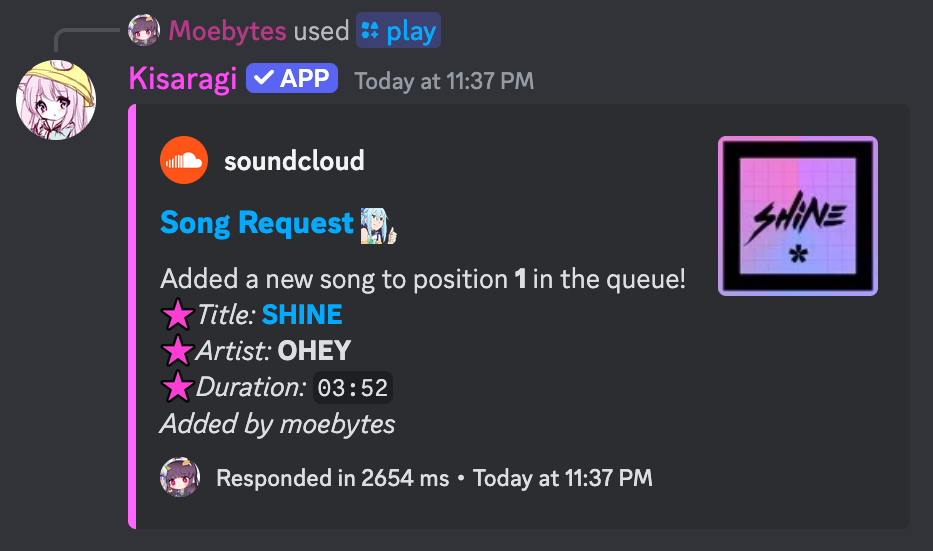 Moebytes used play
Kisaragi ✓ APP Today at 11:37 PM
soundcloud
Song Request
SHINE
*
Added a new song to position 1 in the queue!
Title: SHINE
Artist: OHEY
Duration: 03:52
Added by moebytes
Responded in 2654 ms • Today at 11:37 PM